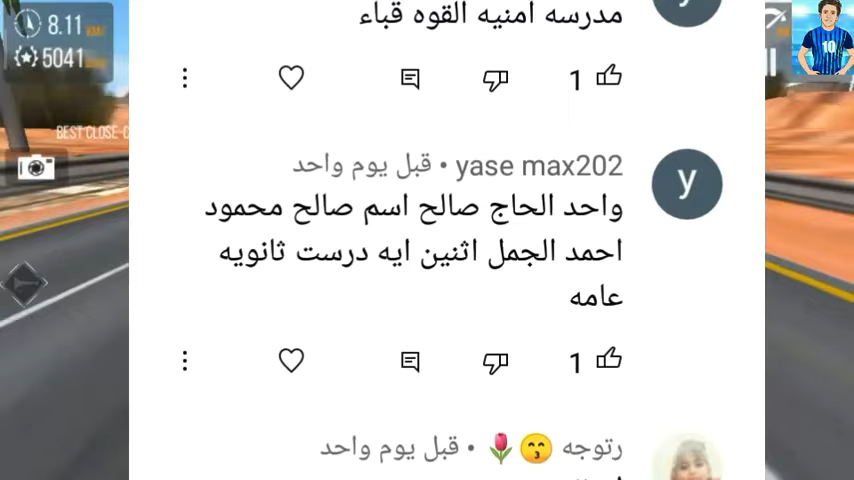 8.11
5041
BEST CLOSE-C
10
مدرسه امنيه القوه قباء
1
yase max202 • قبل يوم واحد
y
واحد الحاج صالح اسم صالح محمود
احمد الجمل اثنين ايه درست ثانويه
عامه
1
رتوجه 😙🌷 • قبل يوم واحد